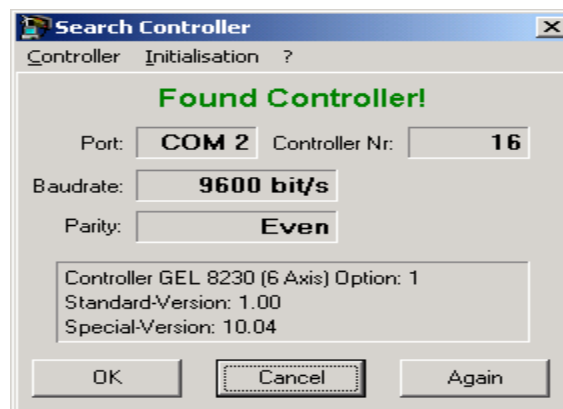 Search Controller
Controller Initialisation ?
Found Controller!
Port: COM 2 Controller Nr: 16
Baudrate: 9600 bit/s
Parity: Even
Controller GEL 8230 (6 Axis) Option: 1
Standard-Version: 1.00
Special-Version: 10.04
OK Cancel Again